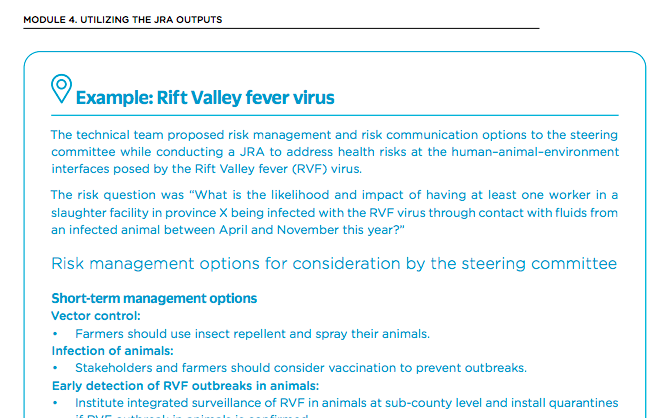 MODULE 4. UTILIZING THE JRA OUTPUTS
Example: Rift Valley fever virus
The technical team proposed risk management and risk communication options to the steering
committee while conducting a JRA to address health risks at the human–animal–environment
interfaces posed by the Rift Valley fever (RVF) virus.
The risk question was “What is the likelihood and impact of having at least one worker in a
slaughter facility in province X being infected with the RVF virus through contact with fluids from
an infected animal between April and November this year?”
Risk management options for consideration by the steering committee
Short-term management options
Vector control:
• Farmers should use insect repellent and spray their animals.
Infection of animals:
• Stakeholders and farmers should consider vaccination to prevent outbreaks.
Early detection of RVF outbreaks in animals:
• Institute integrated surveillance of RVF in animals at sub-county level and install quarantines
if RVF outbreak in animals is confirmed.